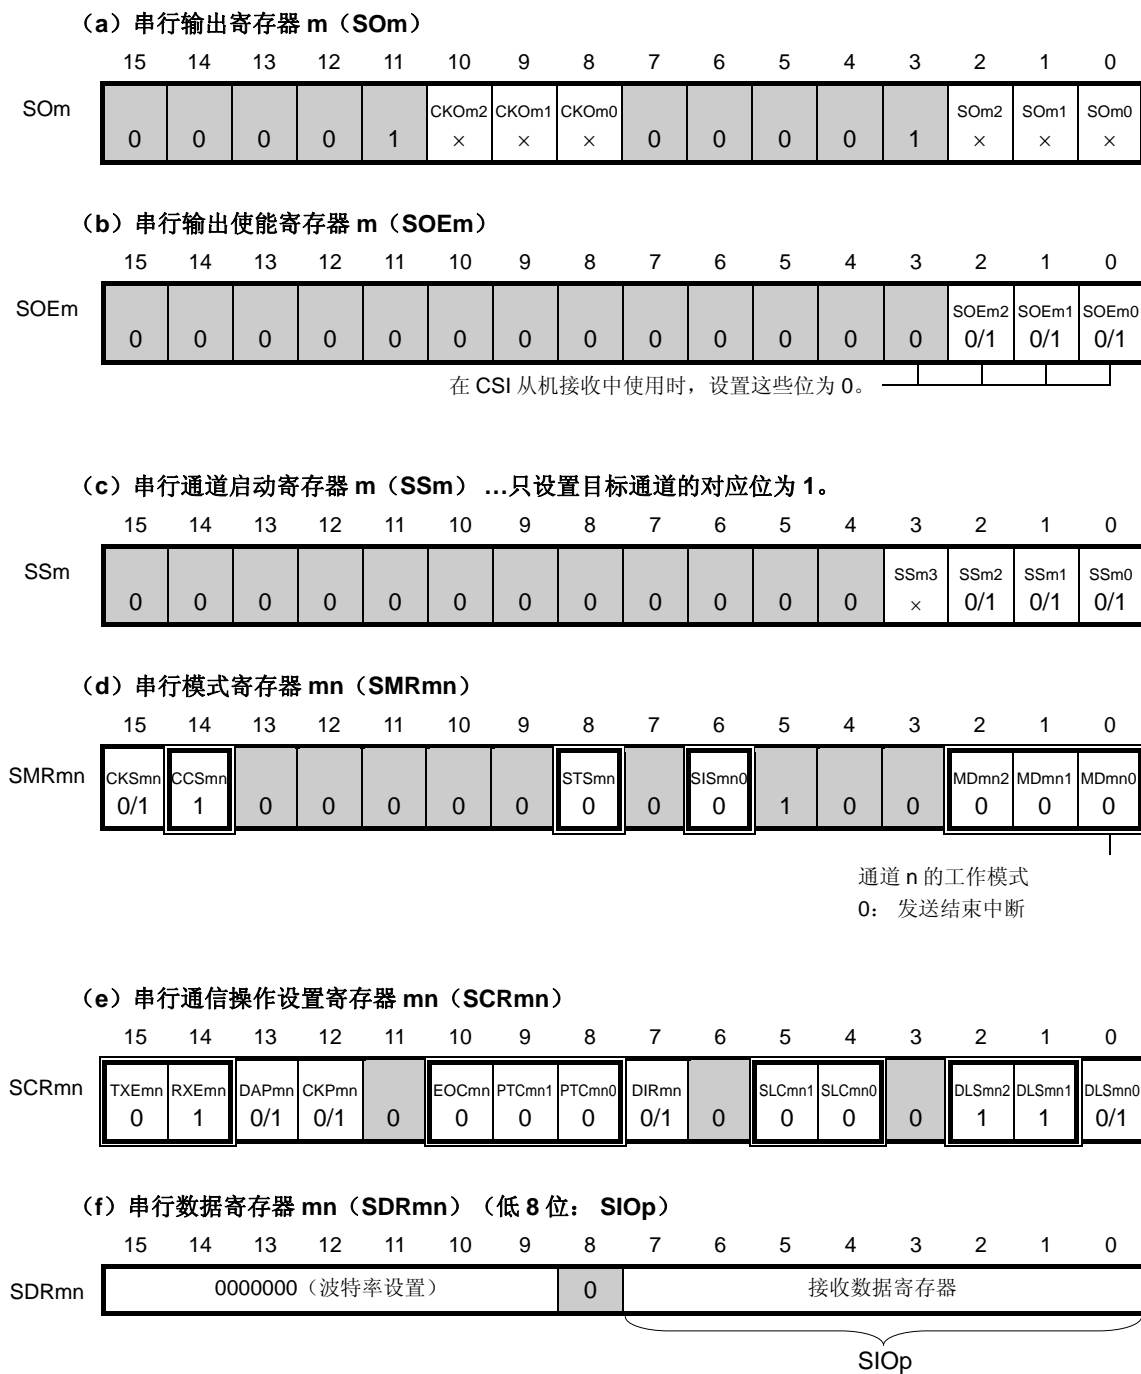 （a）串行输出寄存器 m（SOm）
15 14 13 12 11 10 9 8 7 6 5 4 3 2 1 0
SOm
CKOm2 CKOm1 CKOm0 SOm2 SOm1 SOm0
0 0 0 0 1 × × × 0 0 0 0 1 × × ×
（b）串行输出使能寄存器 m（SOEm）
15 14 13 12 11 10 9 8 7 6 5 4 3 2 1 0
SOEm
SOEm2 SOEm1 SOEm0
0 0 0 0 0 0 0 0 0 0 0 0 0 0/1 0/1 0/1
在 CSI 从机接收中使用时，设置这些位为 0。
（c）串行通道启动寄存器 m（SSm） …只设置目标通道的对应位为 1。
15 14 13 12 11 10 9 8 7 6 5 4 3 2 1 0
SSm
SSm3 SSm2 SSm1 SSm0
0 0 0 0 0 0 0 0 0 0 0 0 × 0/1 0/1 0/1
（d）串行模式寄存器 mn（SMRmn）
15 14 13 12 11 10 9 8 7 6 5 4 3 2 1 0
SMRmn
CKSmn CCSmn STSmn SISmn0 MDmn2 MDmn1 MDmn0
0/1 1 0 0 0 0 0 0 0 0 1 0 0 0 0 0
通道 n 的工作模式
0： 发送结束中断
（e）串行通信操作设置寄存器 mn（SCRmn）
15 14 13 12 11 10 9 8 7 6 5 4 3 2 1 0
SCRmn
TXEmn RXEmn DAPmn CKPmn EOCmn PTCmn1 PTCmn0 DIRmn SLCmn1 SLCmn0 DLSmn2 DLSmn1 DLSmn0
0 1 0/1 0/1 0 0 0 0 0/1 0 0 0 0 1 1 0/1
（f）串行数据寄存器 mn（SDRmn）（低 8 位： SIOp）
15 14 13 12 11 10 9 8 7 6 5 4 3 2 1 0
SDRmn
0000000（波特率设置） 0 接收数据寄存器
SIOp